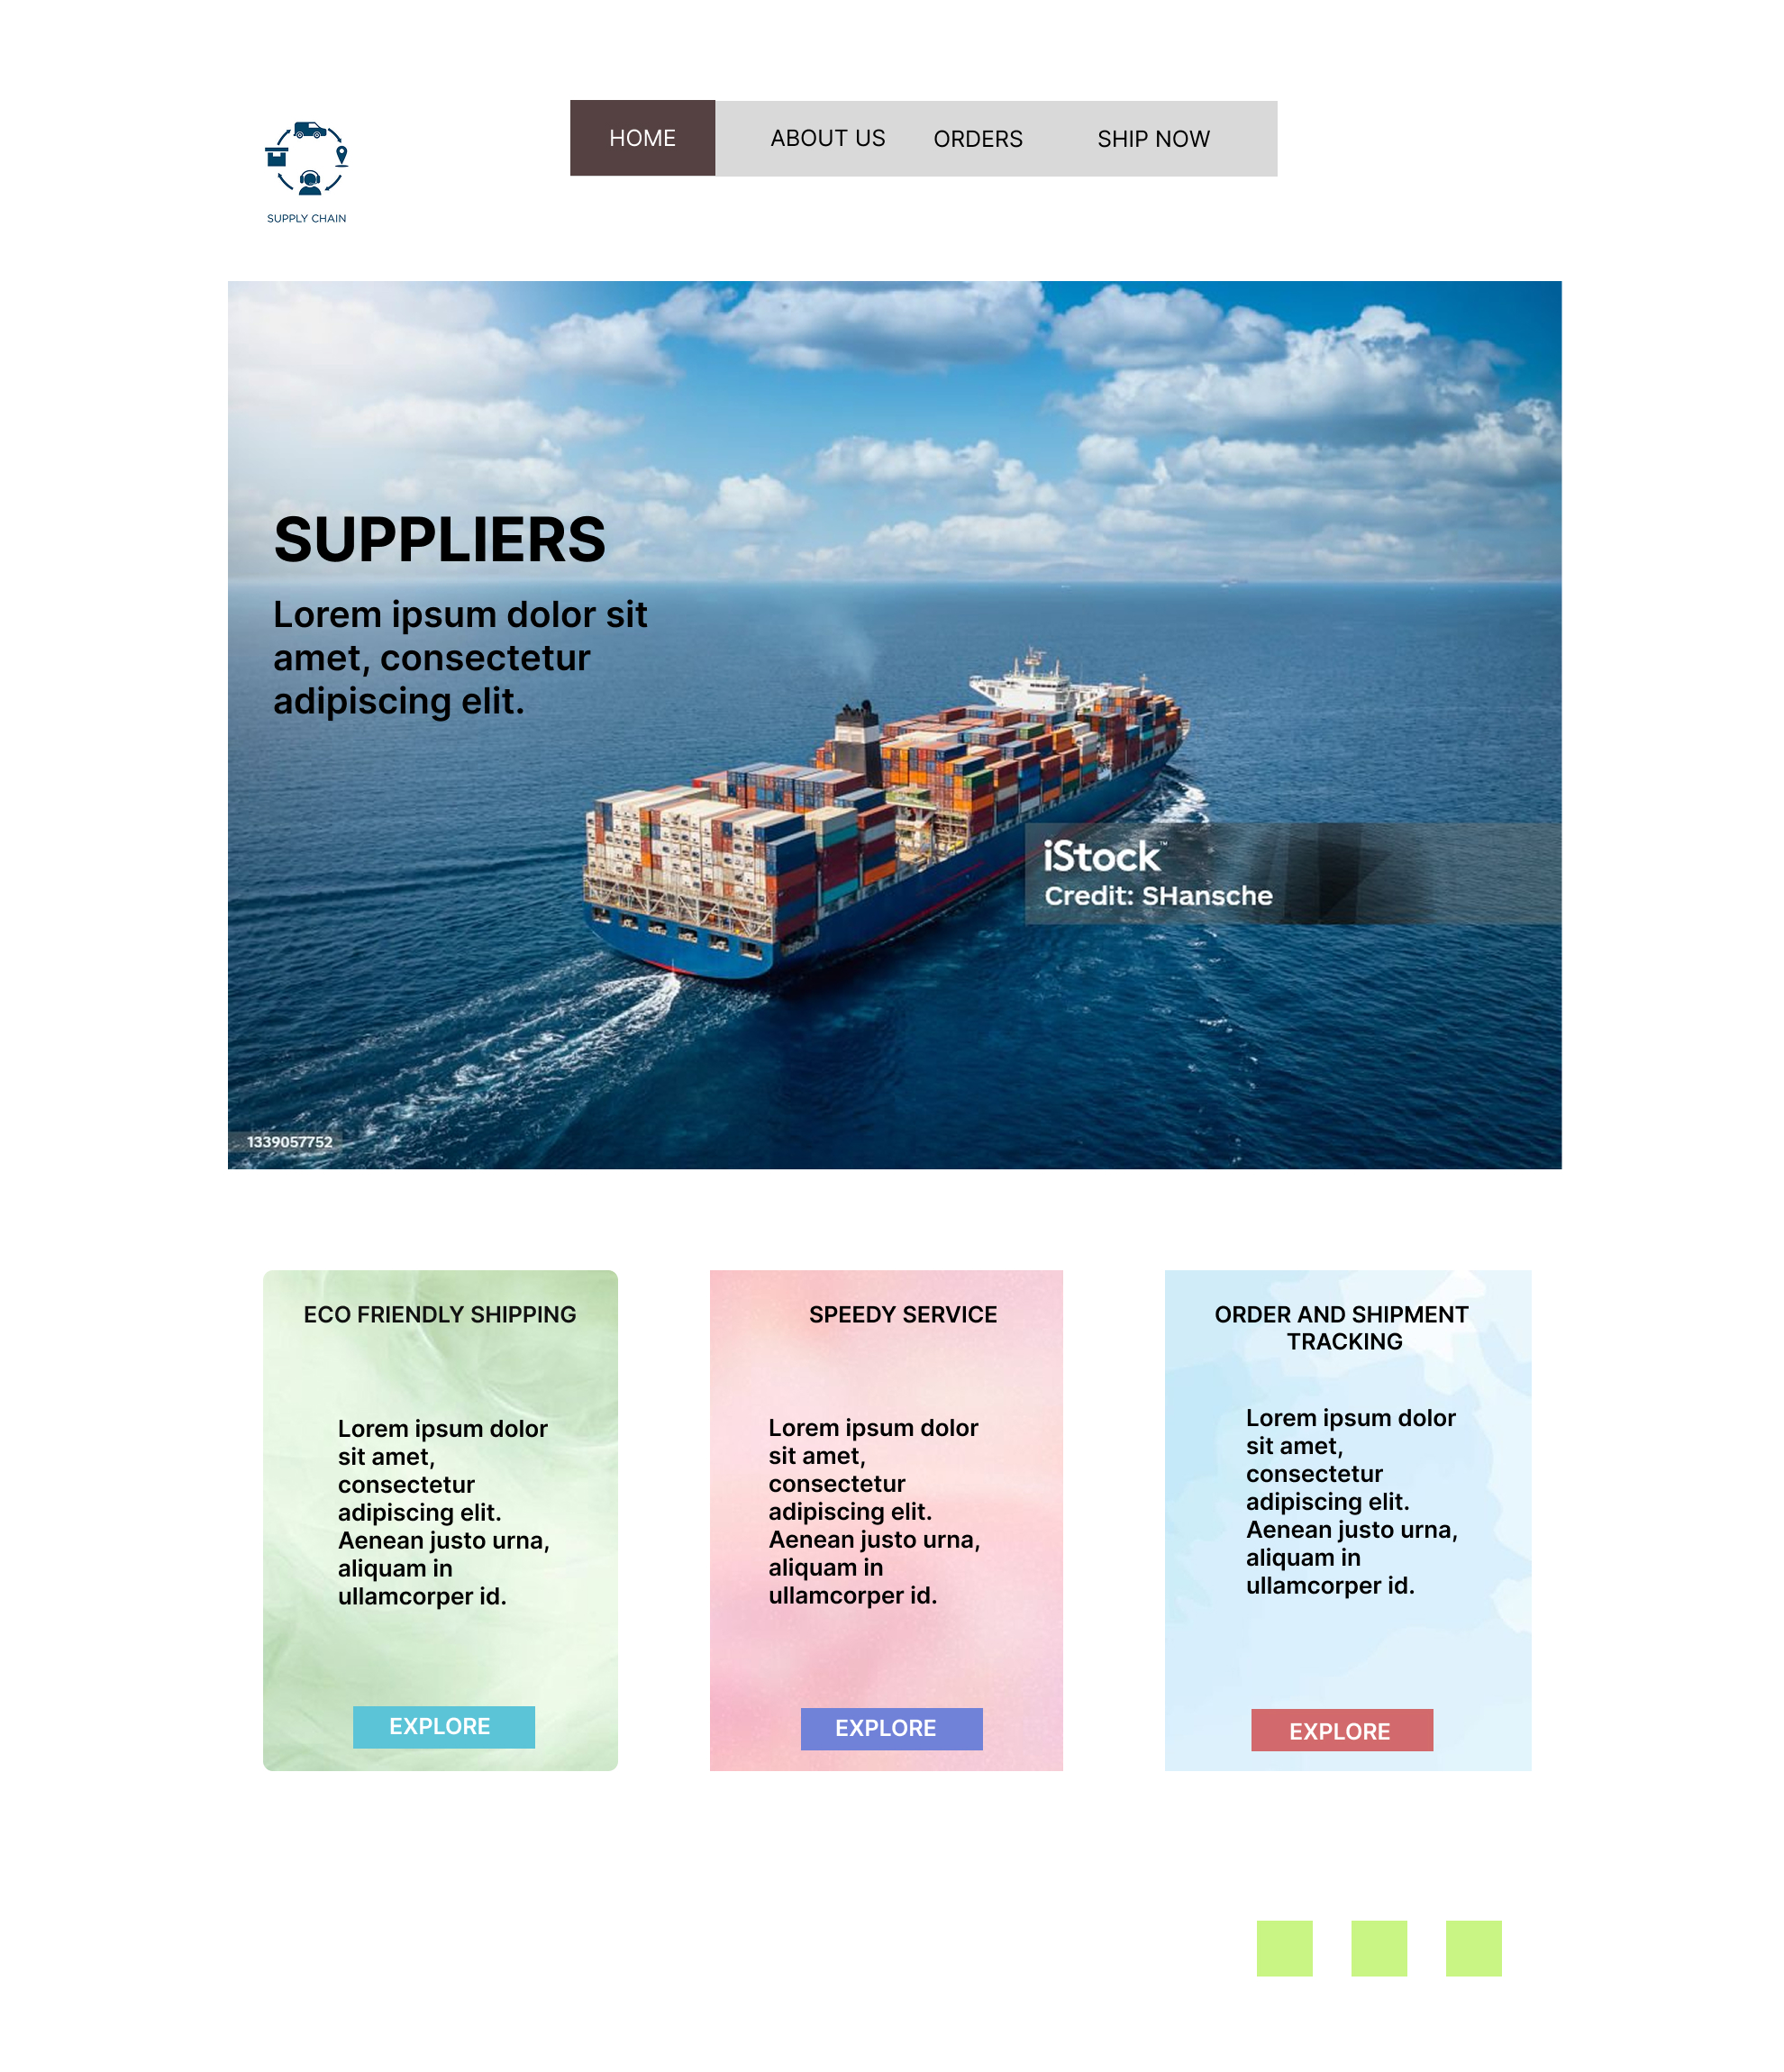 HOME
ABOUT US
ORDERS
SHIP NOW
SUPPLY CHAIN
SUPPLIERS
Lorem ipsum dolor sit
amet, consectetur
adipiscing elit.
iStock™
Credit: SHansche
1339057752
ECO FRIENDLY SHIPPING
Lorem ipsum dolor
sit amet,
consectetur
adipiscing elit.
Aenean justo urna,
aliquam in
ullamcorper id.
EXPLORE
SPEEDY SERVICE
Lorem ipsum dolor
sit amet,
consectetur
adipiscing elit.
Aenean justo urna,
aliquam in
ullamcorper id.
EXPLORE
ORDER AND SHIPMENT
TRACKING
Lorem ipsum dolor
sit amet,
consectetur
adipiscing elit.
Aenean justo urna,
aliquam in
ullamcorper id.
EXPLORE